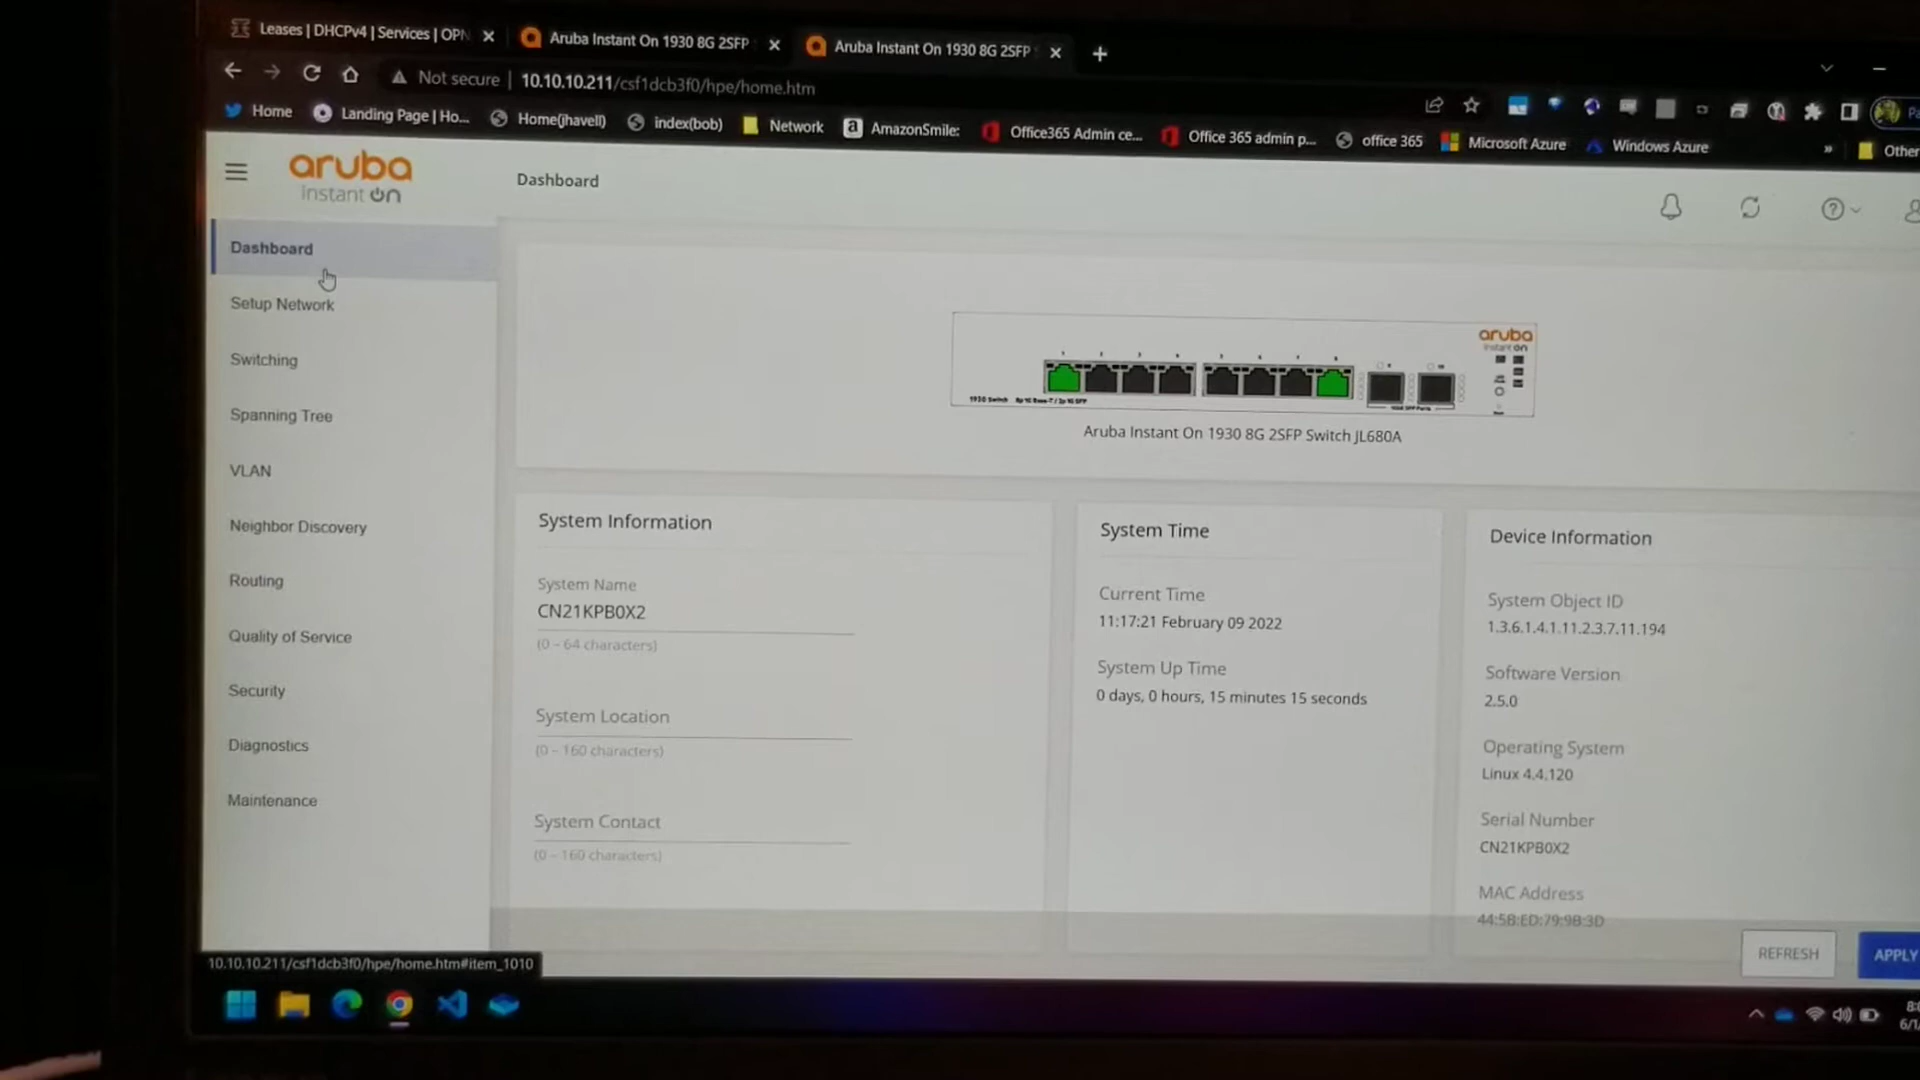 Leases | DHCPv4 | Services | OPN
Aruba Instant On 1930 8G 2SFP
Aruba Instant On 1930 8G 2SFP
Not secure | 10.10.10.211/csf1dcb3f0/hpe/home.htm
Home
Landing Page | Ho...
Home(jhavell)
index(bob)
Network
AmazonSmile:
Office365 Admin ce...
Office 365 admin p...
office 365
Microsoft Azure
Windows Azure
»
Other
aruba
instant on
Dashboard
Dashboard
Setup Network
Switching
Spanning Tree
VLAN
Neighbor Discovery
Routing
Quality of Service
Security
Diagnostics
Maintenance
aruba
instant on
1930 Switch
Aruba Instant On 1930 8G 2SFP Switch JL680A
System Information
System Name
CN21KPB0X2
(0 – 64 characters)
System Location
(0 – 160 characters)
System Contact
(0 – 160 characters)
System Time
Current Time
11:17:21 February 09 2022
System Up Time
0 days, 0 hours, 15 minutes 15 seconds
Device Information
System Object ID
1.3.6.1.4.1.11.2.3.7.11.194
Software Version
2.5.0
Operating System
Linux 4.4.120
Serial Number
CN21KPB0X2
MAC Address
44:5B:ED:79:9B:3D
REFRESH
APPLY
10.10.10.211/csf1dcb3f0/hpe/home.htm#item_1010